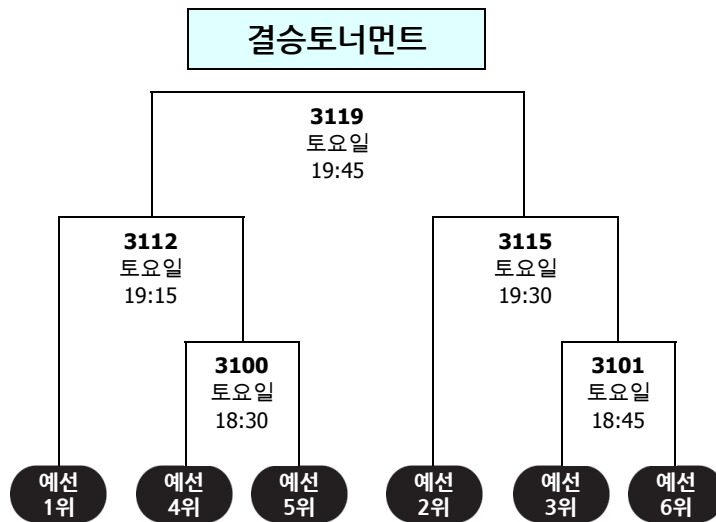 결승토너먼트
3119
토요일
19:45
3112
토요일
19:15
3115
토요일
19:30
3100
토요일
18:30
3101
토요일
18:45
예선
1위
예선
4위
예선
5위
예선
2위
예선
3위
예선
6위